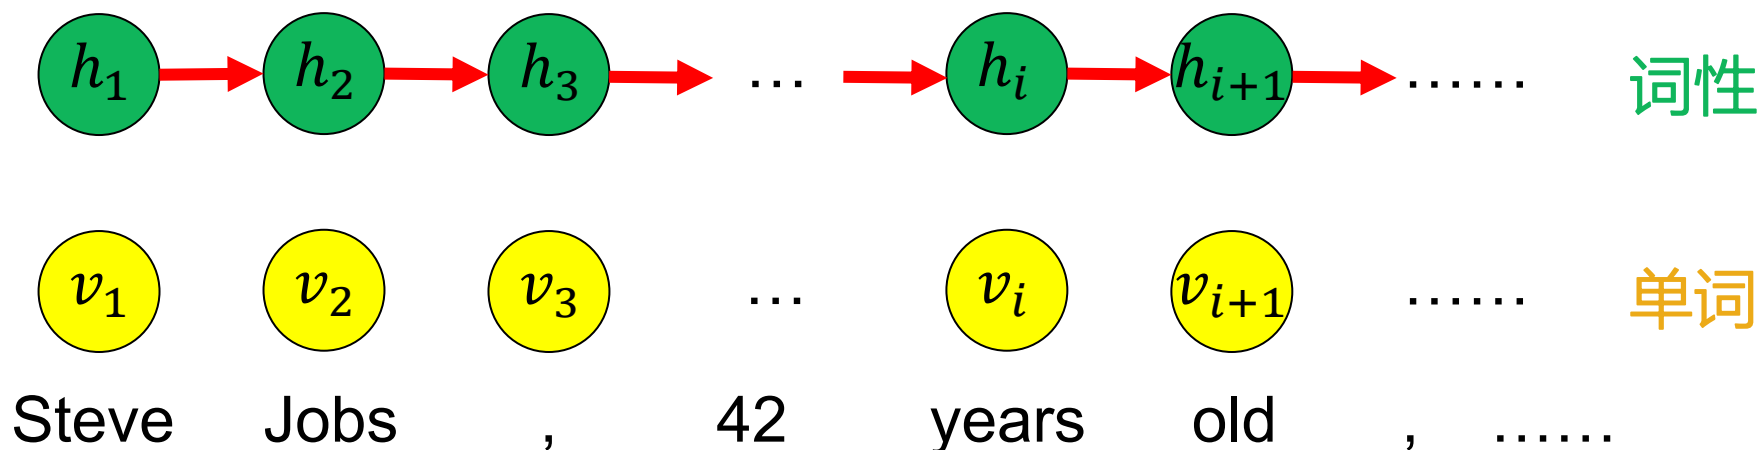 h₁ h₂ h₃ … hᵢ hᵢ₊₁ …… 词性
v₁ v₂ v₃ … vᵢ vᵢ₊₁ …… 单词
Steve Jobs , 42 years old , ……